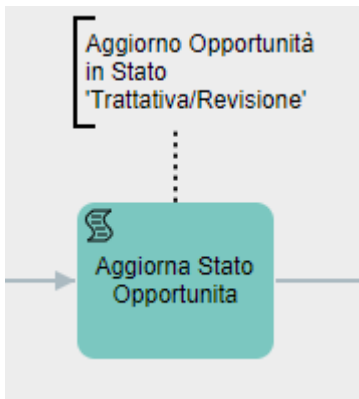 Aggiorno Opportunità
in Stato
'Trattativa/Revisione'
Aggiorna Stato
Opportunita